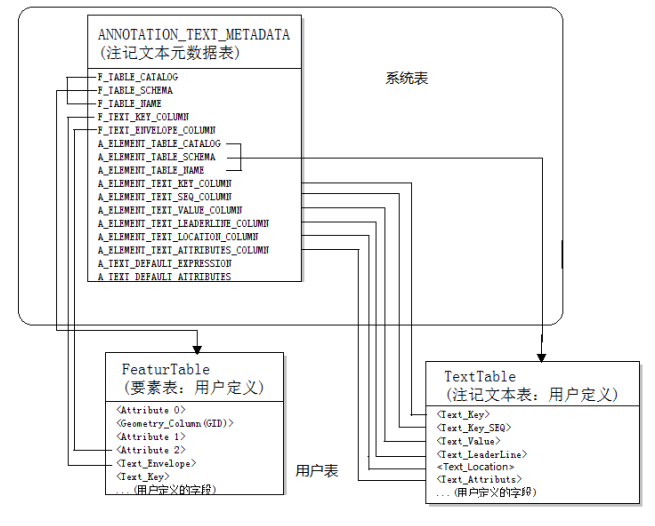 ANNOTATION_TEXT_METADATA
(注记文本元数据表)
F_TABLE_CATALOG
F_TABLE_SCHEMA
F_TABLE_NAME
F_TEXT_KEY_COLUMN
F_TEXT_ENVELOPE_COLUMN
A_ELEMENT_TABLE_CATALOG
A_ELEMENT_TABLE_SCHEMA
A_ELEMENT_TABLE_NAME
A_ELEMENT_TEXT_KEY_COLUMN
A_ELEMENT_TEXT_SEQ_COLUMN
A_ELEMENT_TEXT_VALUE_COLUMN
A_ELEMENT_TEXT_LEADERLINE_COLUMN
A_ELEMENT_TEXT_LOCATION_COLUMN
A_ELEMENT_TEXT_ATTRIBUTES_COLUMN
A_TEXT_DEFAULT_EXPRESSION
A_TEXT_DEFAULT_ATTRIBUTES
系统表
FeaturTable
(要素表：用户定义)
<Attribute 0>
<Geometry_Column(GID)>
<Attribute 1>
<Attribute 2>
<Text_Envelope>
<Text_Key>
...(用户定义的字段)
用户表
TextTable
(注记文本表：用户定义)
<Text_Key>
<Text_Key_SEQ>
<Text_Value>
<Text_LeaderLine>
<Text_Location>
<Text_Attributs>
...(用户定义的字段)